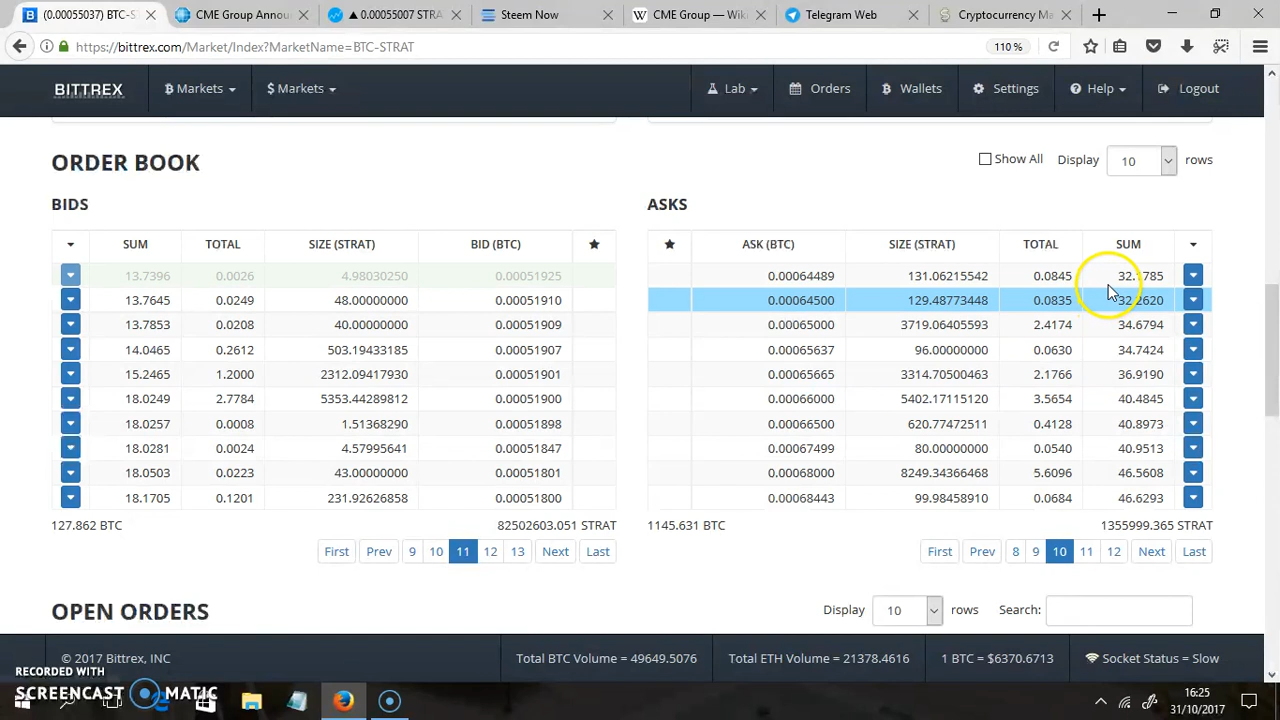 (0.00055037) BTC-S
CME Group Annou
▲ 0.00055007 STRA
Steem Now
CME Group — Wiki
Telegram Web
Cryptocurrency Ma
https://bittrex.com/Market/Index?MarketName=BTC-STRAT
110 %
BITTREX
Markets
$ Markets
Lab
Orders
Wallets
Settings
Help
Logout
ORDER BOOK
Show All Display 10 rows
BIDS
SUM TOTAL SIZE (STRAT) BID (BTC)
13.7396 0.0026 4.98030250 0.00051925
13.7645 0.0249 48.00000000 0.00051910
13.7853 0.0208 40.00000000 0.00051909
14.0465 0.2612 503.19433185 0.00051907
15.2465 1.2000 2312.09417930 0.00051901
18.0249 2.7784 5353.44289812 0.00051900
18.0257 0.0008 1.51368290 0.00051898
18.0281 0.0024 4.57995641 0.00051847
18.0503 0.0223 43.00000000 0.00051801
18.1705 0.1201 231.92626858 0.00051800
127.862 BTC 82502603.051 STRAT
First Prev 9 10 11 12 13 Next Last
ASKS
ASK (BTC) SIZE (STRAT) TOTAL SUM
0.00064489 131.06215542 0.0845 32.1785
0.00064500 129.48773448 0.0835 32.2620
0.00065000 3719.06405593 2.4174 34.6794
0.00065637 96.00000000 0.0630 34.7424
0.00065665 3314.70500463 2.1766 36.9190
0.00066000 5402.17115120 3.5654 40.4845
0.00066500 620.77472511 0.4128 40.8973
0.00067499 80.00000000 0.0540 40.9513
0.00068000 8249.34366468 5.6096 46.5608
0.00068443 99.98458910 0.0684 46.6293
1145.631 BTC 1355999.365 STRAT
First Prev 8 9 10 11 12 Next Last
OPEN ORDERS
Display 10 rows Search:
© 2017 Bittrex, INC
Total BTC Volume = 49649.5076
Total ETH Volume = 21378.4616
1 BTC = $6370.6713
Socket Status = Slow
RECORDED WITH
SCREENCAST MATIC
16:25
31/10/2017